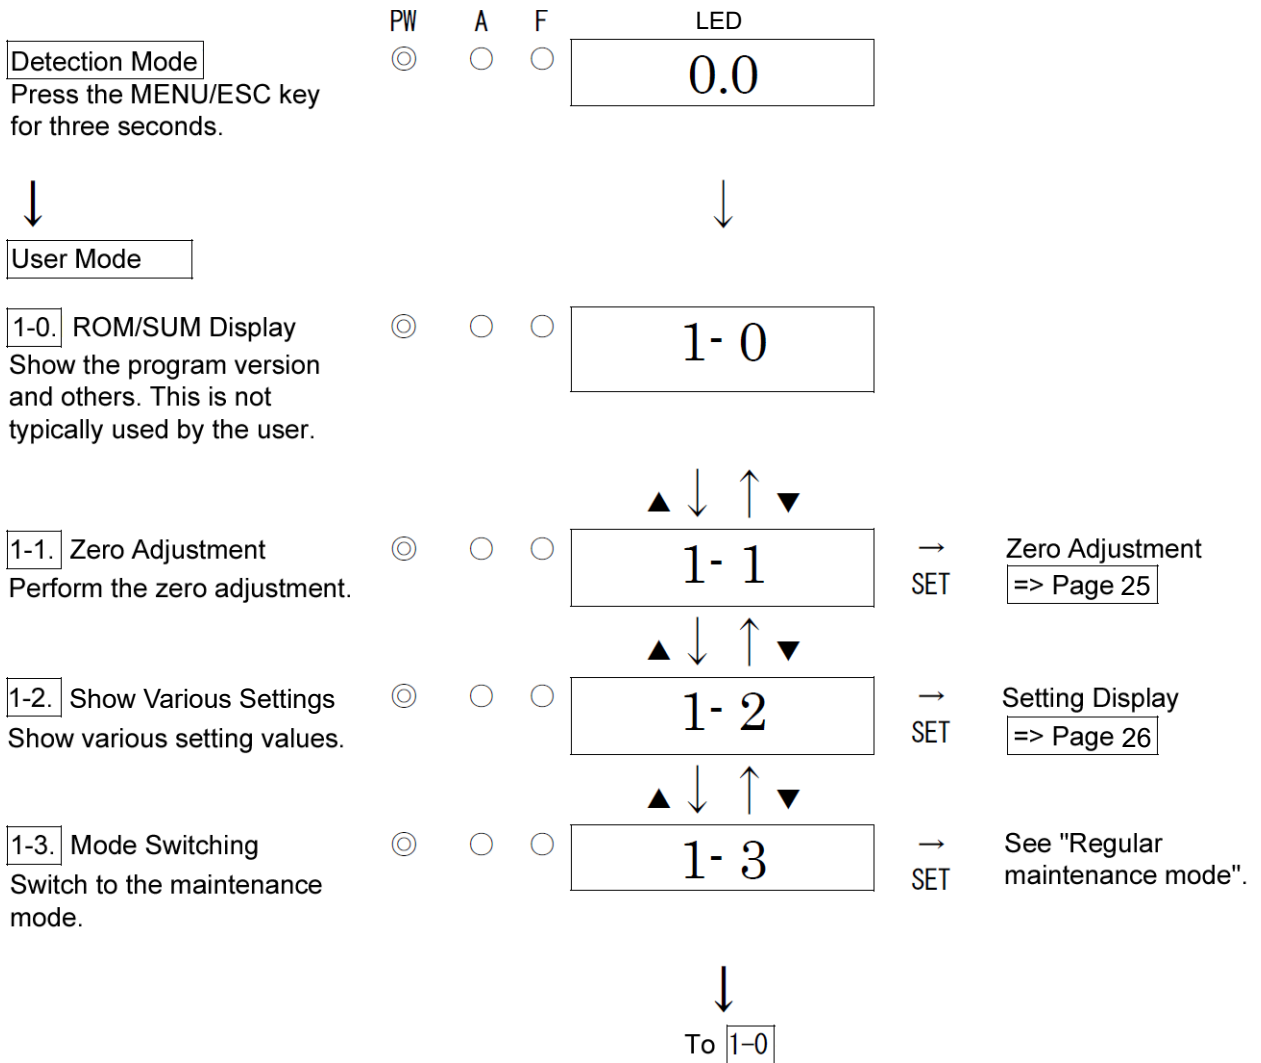 PW A F LED
Detection Mode ◎ ○ ○ 0.0
Press the MENU/ESC key
for three seconds.
↓ ↓
User Mode
1-0. ROM/SUM Display ◎ ○ ○ 1- 0
Show the program version
and others. This is not
typically used by the user.
▲ ↓ ↑ ▼
1-1. Zero Adjustment ◎ ○ ○ 1- 1 → Zero Adjustment
Perform the zero adjustment. SET => Page 25
▲ ↓ ↑ ▼
1-2. Show Various Settings ◎ ○ ○ 1- 2 → Setting Display
Show various setting values. SET => Page 26
▲ ↓ ↑ ▼
1-3. Mode Switching ◎ ○ ○ 1- 3 → See "Regular
Switch to the maintenance SET maintenance mode".
mode.
↓
To 1-0